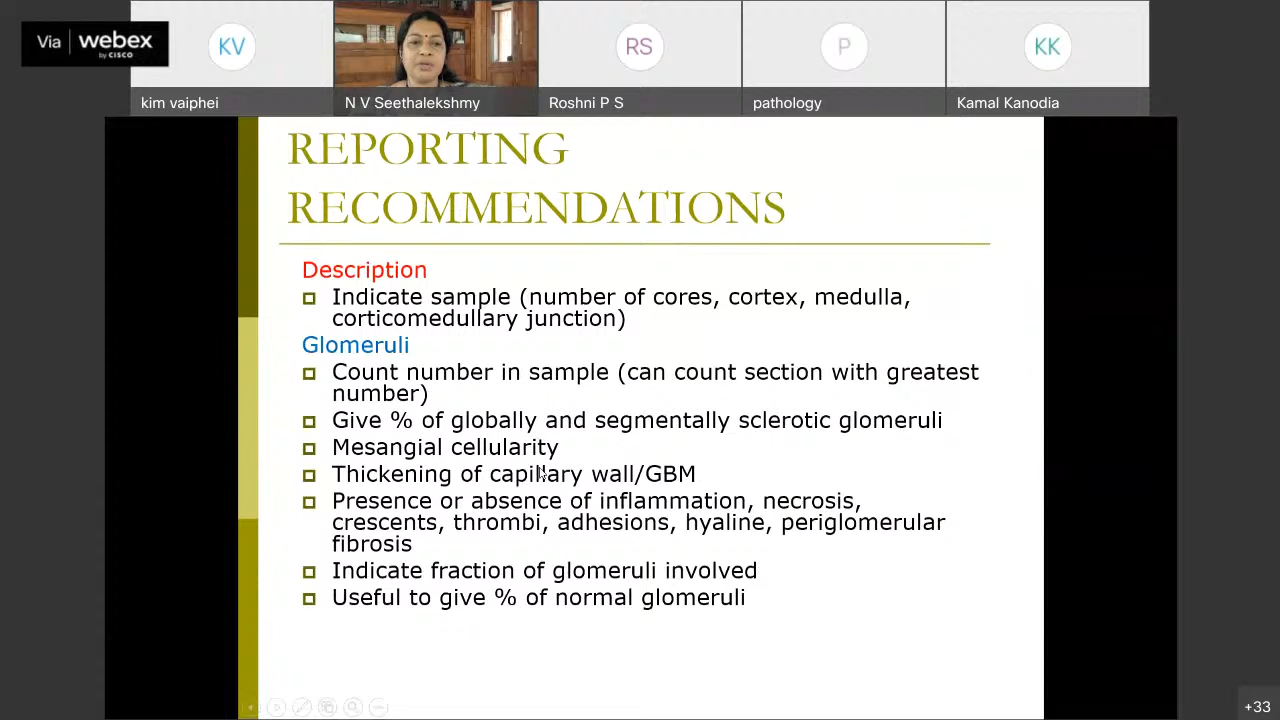 Via webex
by CISCO
KV
RS
P
KK
kim vaiphei
N V Seethalekshmy
Roshni P S
pathology
Kamal Kanodia
REPORTING
RECOMMENDATIONS
Description
Indicate sample (number of cores, cortex, medulla,
corticomedullary junction)
Glomeruli
Count number in sample (can count section with greatest
number)
Give % of globally and segmentally sclerotic glomeruli
Mesangial cellularity
Thickening of capillary wall/GBM
Presence or absence of inflammation, necrosis,
crescents, thrombi, adhesions, hyaline, periglomerular
fibrosis
Indicate fraction of glomeruli involved
Useful to give % of normal glomeruli
+33